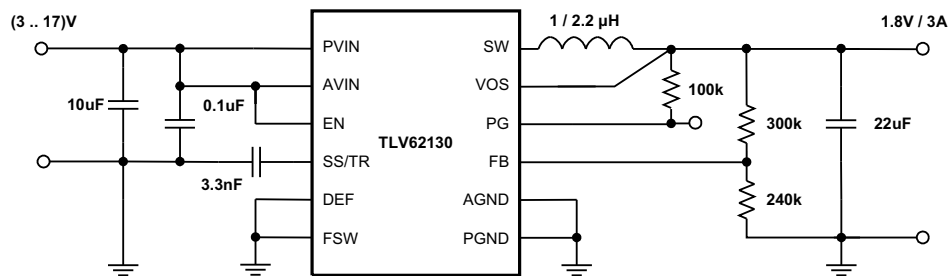 (3 .. 17)V
1 / 2.2 µH
1.8V / 3A
PVIN
SW
AVIN
VOS
10uF
0.1uF
100k
EN
PG
TLV62130
300k
22uF
SS/TR
FB
3.3nF
DEF
AGND
240k
FSW
PGND